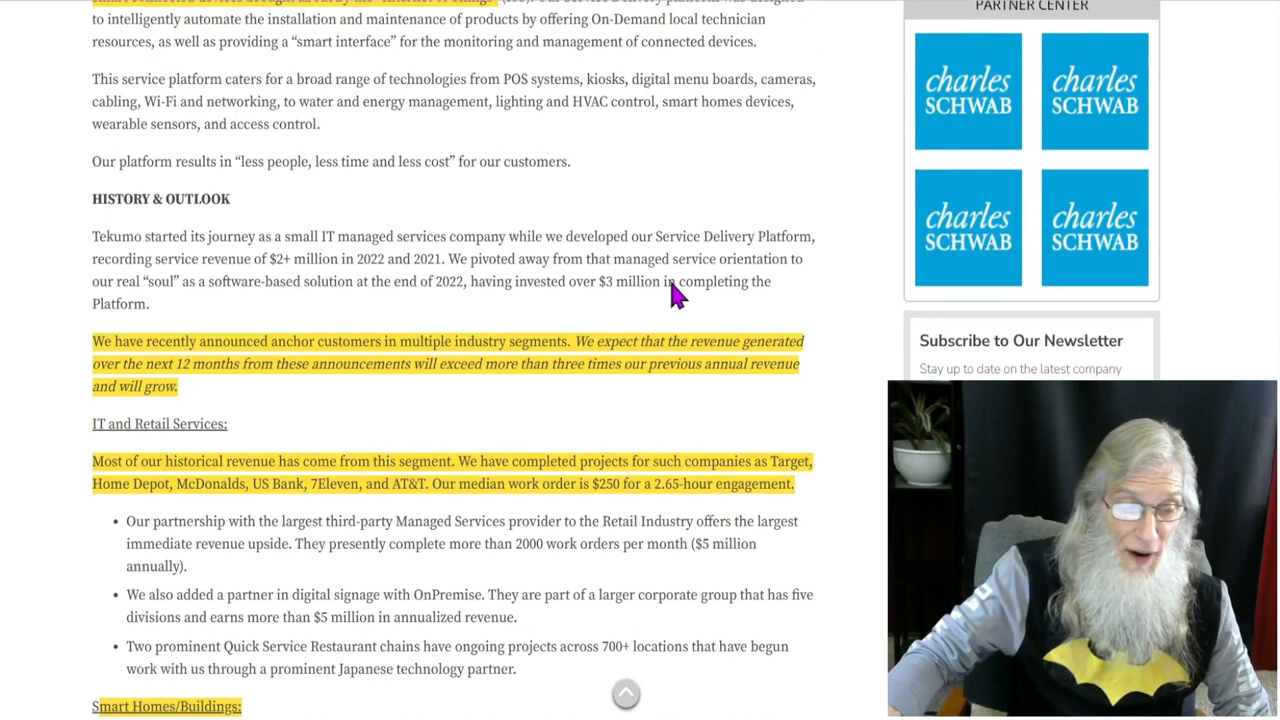 to intelligently automate the installation and maintenance of products by offering On-Demand local technician
resources, as well as providing a “smart interface” for the monitoring and management of connected devices.
This service platform caters for a broad range of technologies from POS systems, kiosks, digital menu boards, cameras,
cabling, Wi-Fi and networking, to water and energy management, lighting and HVAC control, smart homes devices,
wearable sensors, and access control.
Our platform results in “less people, less time and less cost” for our customers.
HISTORY & OUTLOOK
Tekumo started its journey as a small IT managed services company while we developed our Service Delivery Platform,
recording service revenue of $2+ million in 2022 and 2021. We pivoted away from that managed service orientation to
our real “soul” as a software-based solution at the end of 2022, having invested over $3 million in completing the
Platform.
We have recently announced anchor customers in multiple industry segments. We expect that the revenue generated
over the next 12 months from these announcements will exceed more than three times our previous annual revenue
and will grow.
IT and Retail Services:
Most of our historical revenue has come from this segment. We have completed projects for such companies as Target,
Home Depot, McDonalds, US Bank, 7Eleven, and AT&T. Our median work order is $250 for a 2.65-hour engagement.
• Our partnership with the largest third-party Managed Services provider to the Retail Industry offers the largest
immediate revenue upside. They presently complete more than 2000 work orders per month ($5 million
annually).
• We also added a partner in digital signage with OnPremise. They are part of a larger corporate group that has five
divisions and earns more than $5 million in annualized revenue.
• Two prominent Quick Service Restaurant chains have ongoing projects across 700+ locations that have begun
work with us through a prominent Japanese technology partner.
Smart Homes/Buildings:
PARTNER CENTER
charles
SCHWAB
charles
SCHWAB
charles
SCHWAB
charles
SCHWAB
Subscribe to Our Newsletter
Stay up to date on the latest company